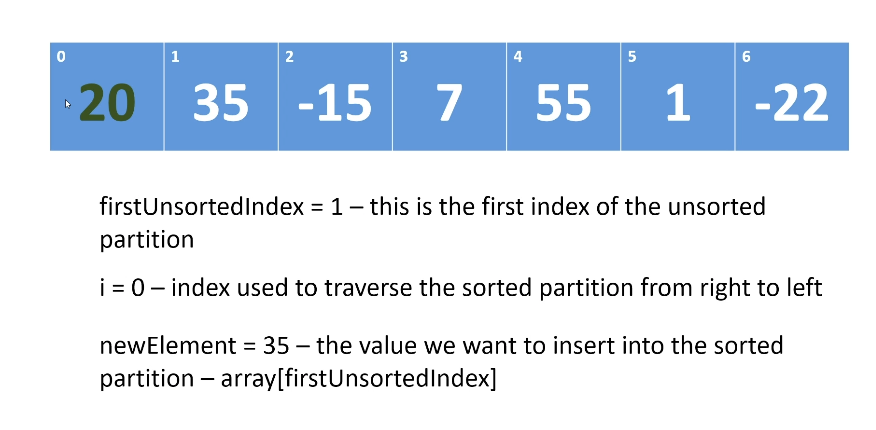 0 1 2 3 4 5 6
20 35 -15 7 55 1 -22
firstUnsortedIndex = 1 – this is the first index of the unsorted
partition
i = 0 – index used to traverse the sorted partition from right to left
newElement = 35 – the value we want to insert into the sorted
partition – array[firstUnsortedIndex]